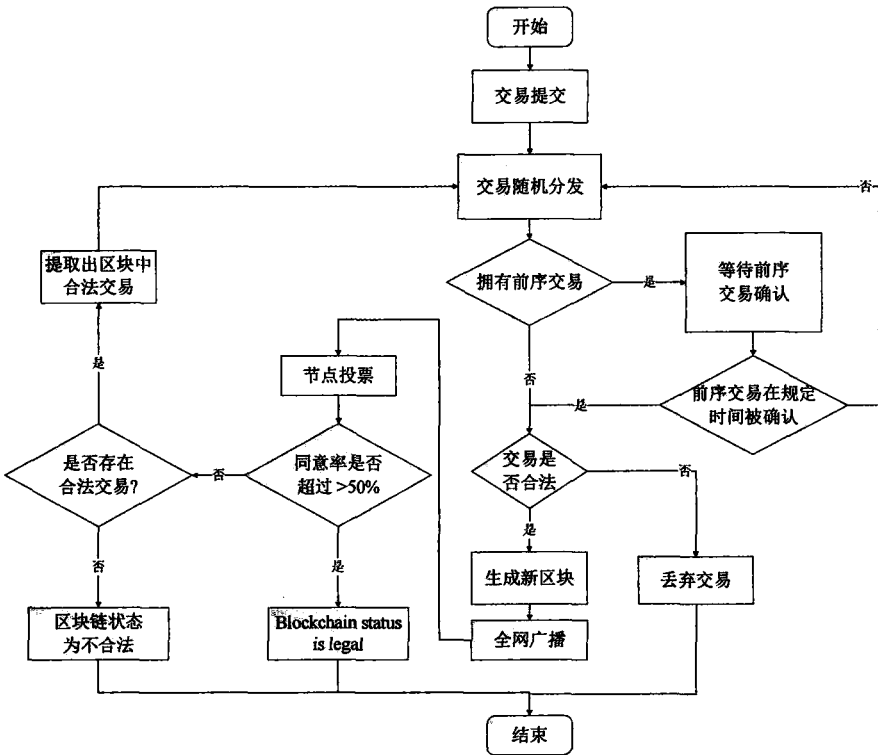 开始
交易提交
交易随机分发
否
提取出区块中
合法交易
拥有前序交易
是
等待前序
交易确认
是
节点投票
否
前序交易在规定
时间被确认
是
是否存在
合法交易?
否
同意率是否
超过 >50%
交易是
否合法
否
是
否
是
生成新区块
丢弃交易
区块链状态
为不合法
Blockchain status
is legal
全网广播
结束